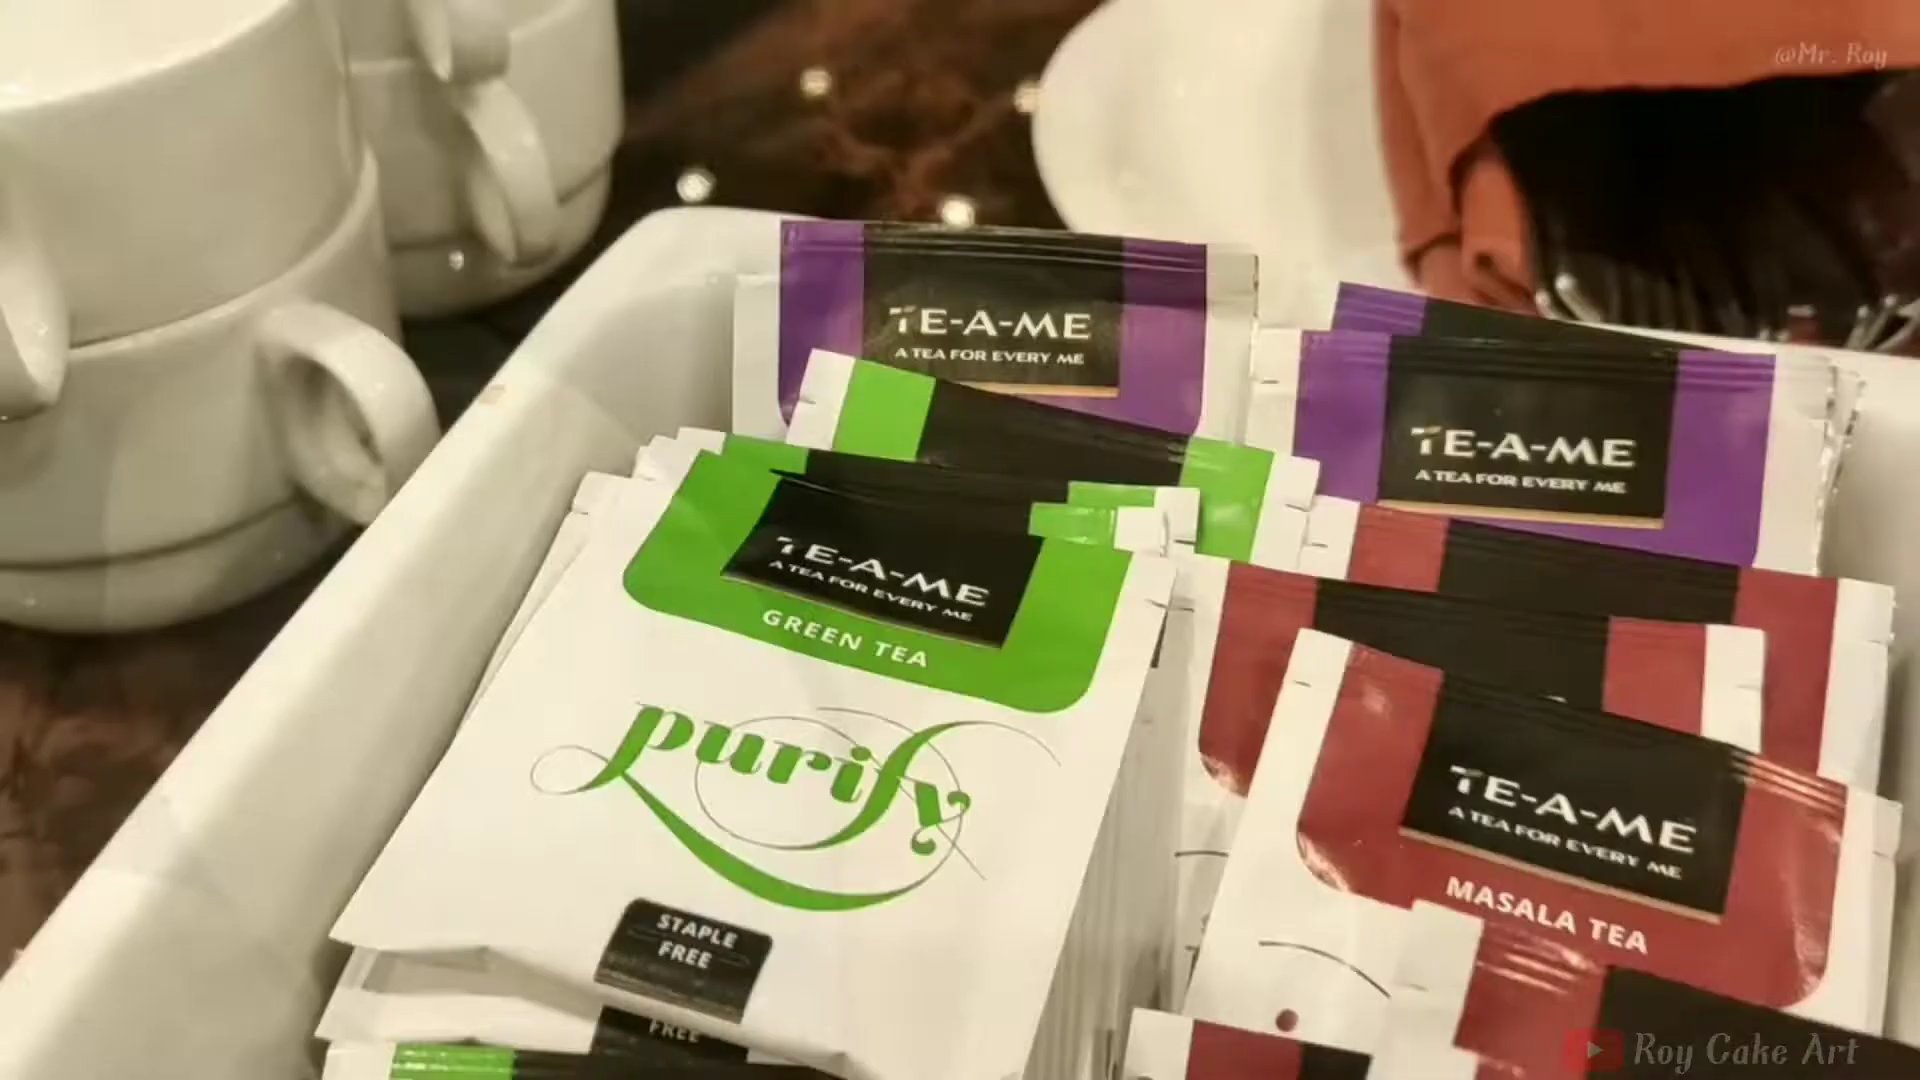 @Mr. Roy
TE-A-ME
A TEA FOR EVERY ME
TE-A-ME
A TEA FOR EVERY ME
TE-A-ME
A TEA FOR EVERY ME
GREEN TEA
purify
STAPLE
FREE
FREE
TE-A-ME
A TEA FOR EVERY ME
MASALA TEA
Roy Cake Art